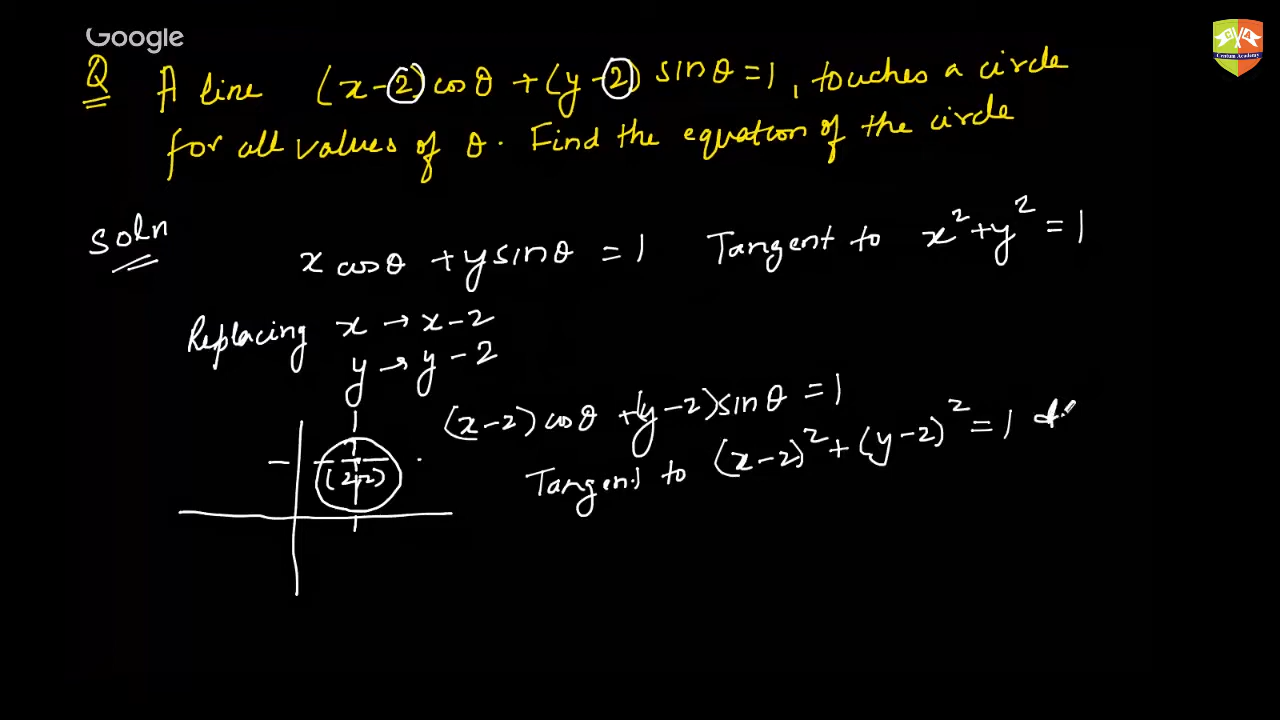 Google
Q A line (x-2) cosθ + (y-2) sinθ = 1, touches a circle
for all values of θ. Find the equation of the circle
Soln
x cosθ + y sinθ = 1 Tangent to x² + y² = 1
Replacing x → x-2
y → y-2
(x-2) cosθ + (y-2) sinθ = 1
Tangent to (x-2)² + (y-2)² = 1
(2,2)
Centum Academy